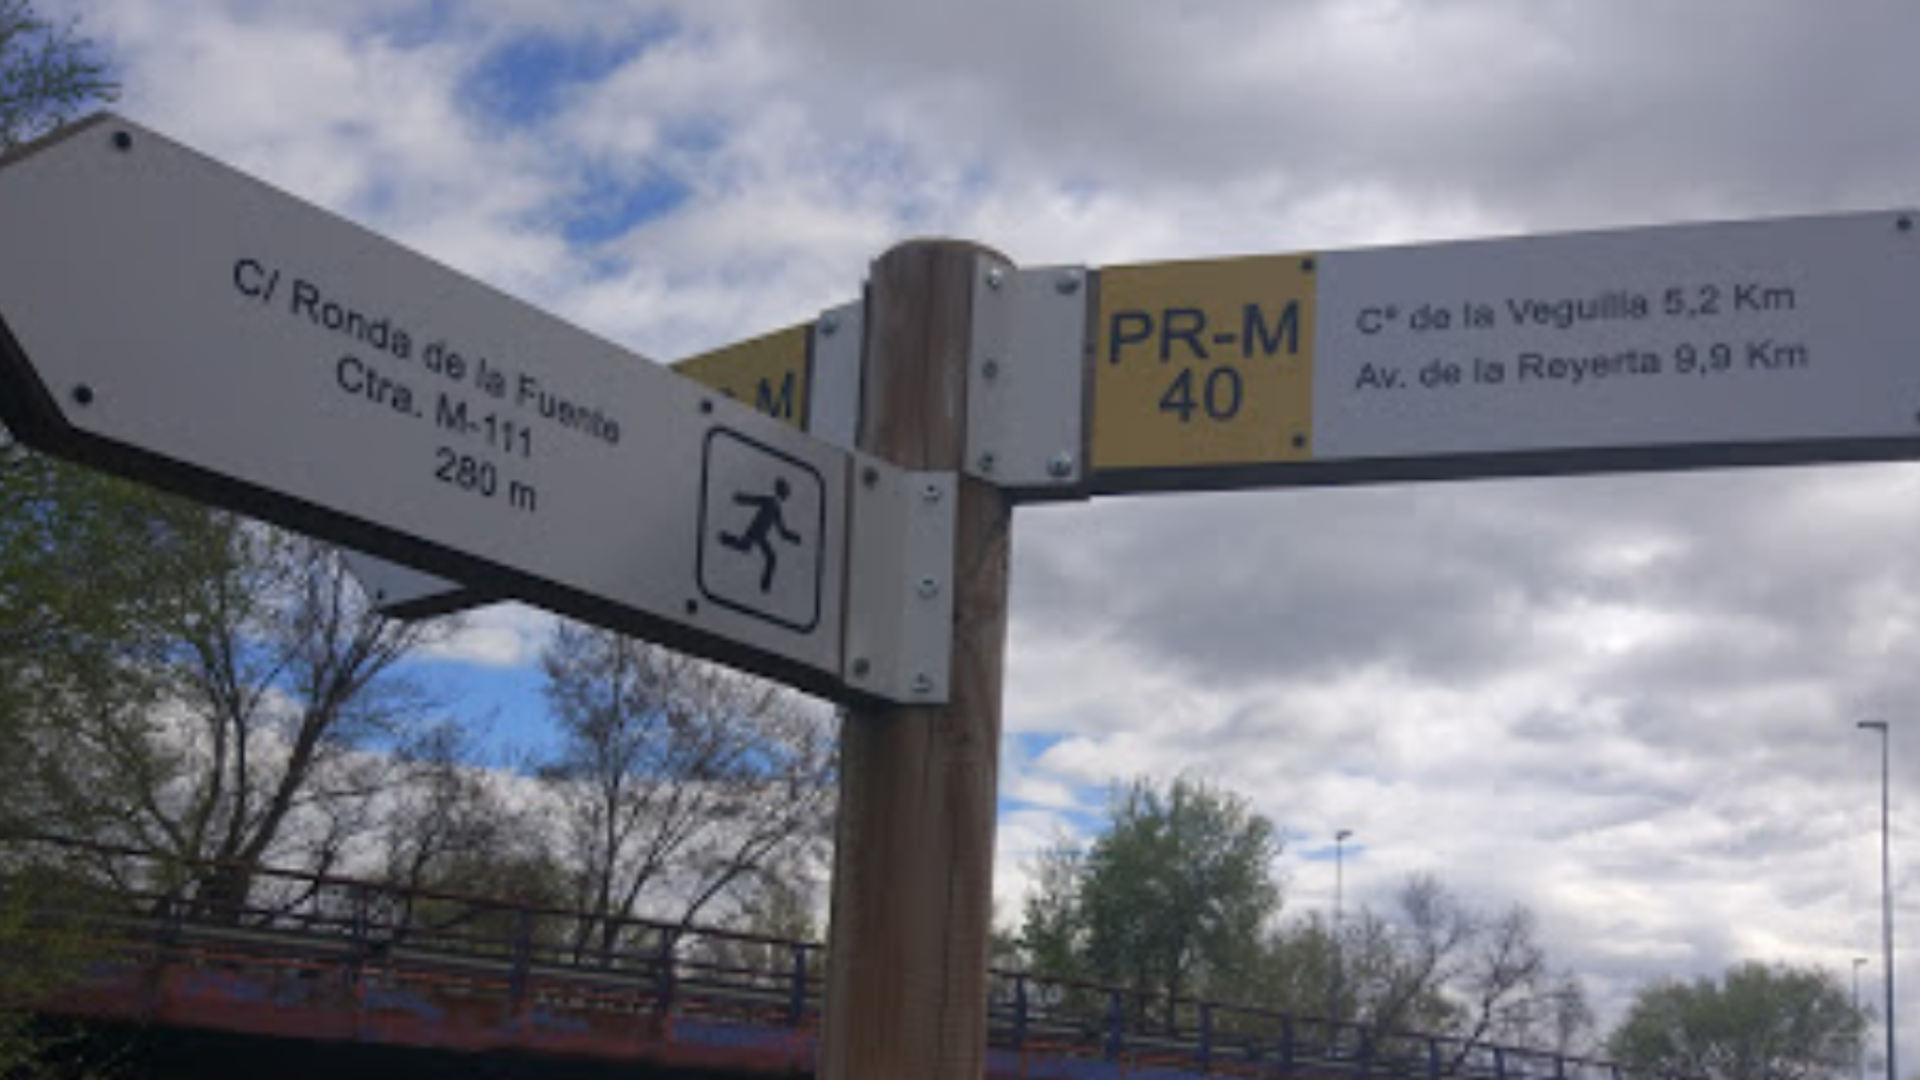 C/ Ronda de la Fuente
Ctra. M-111
280 m
M
PR-M
40
Cº de la Veguilla 5,2 Km
Av. de la Reyerta 9,9 Km